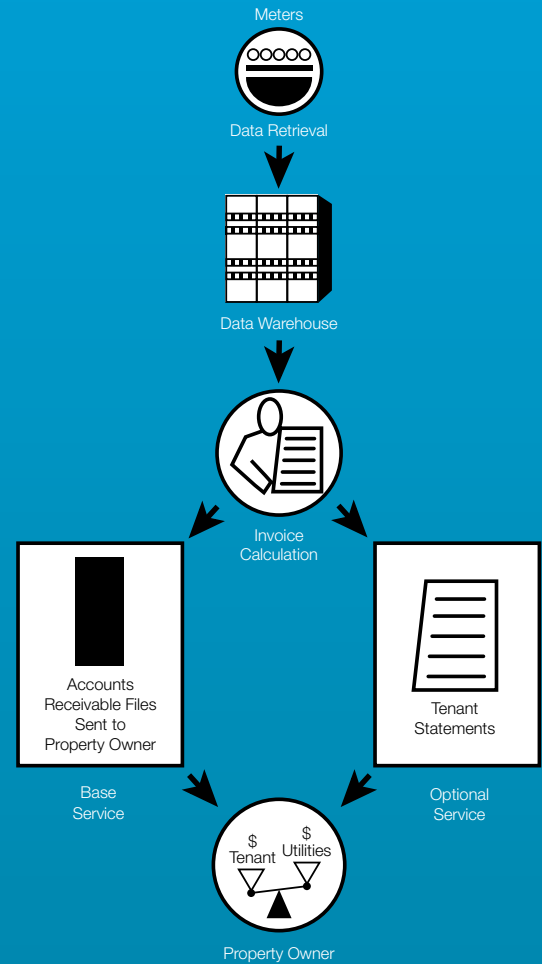 Meters
Data Retrieval
Data Warehouse
Invoice
Calculation
Accounts
Receivable Files
Sent to
Property Owner
Tenant
Statements
Base
Service
Optional
Service
$
Tenant
$
Utilities
Property Owner